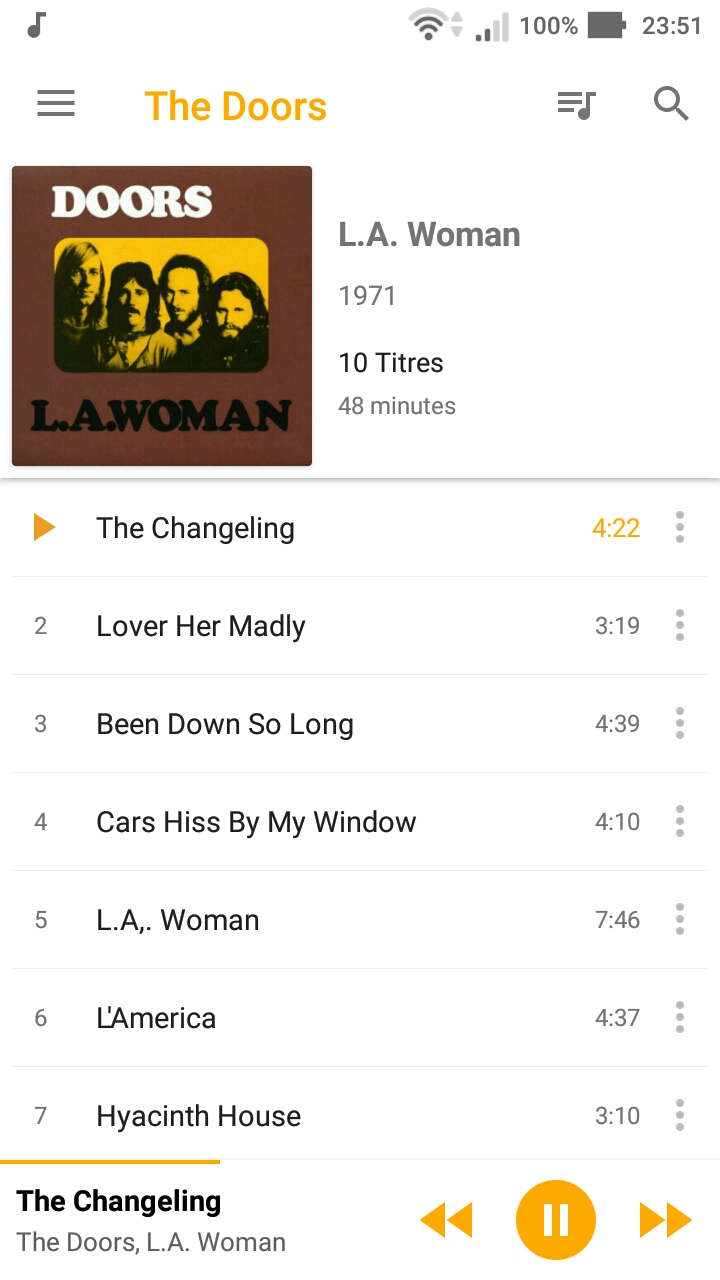 100% 23:51
The Doors
DOORS
L.A.WOMAN
L.A. Woman
1971
10 Titres
48 minutes
The Changeling 4:22
2 Lover Her Madly 3:19
3 Been Down So Long 4:39
4 Cars Hiss By My Window 4:10
5 L.A,. Woman 7:46
6 L'America 4:37
7 Hyacinth House 3:10
The Changeling
The Doors, L.A. Woman